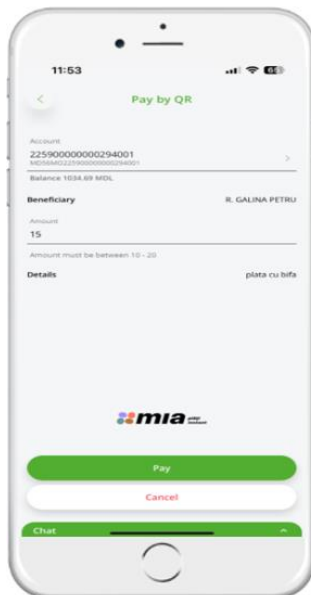 11:53
Pay by QR
Account
225900000000294001
Balance 1034.69 MDL
Beneficiary R. GALINA PETRU
Amount
15
Amount must be between 10 - 20
Details plata cu bifa
mia
Pay
Cancel
Chat